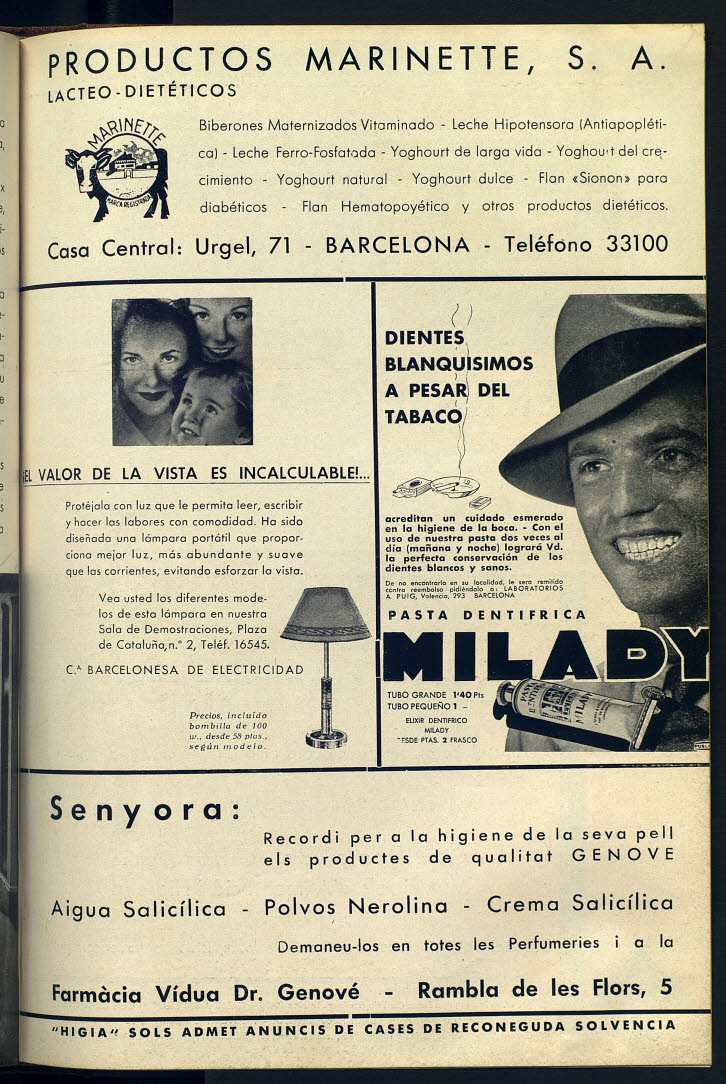 PRODUCTOS MARINETTE, S. A.
LACTEO-DIETÉTICOS
MARINETTE
MARCA REGISTRADA
Biberones Maternizados Vitaminado - Leche Hipotensora (Antiapopléti-
ca) - Leche Ferro-Fosfatada - Yoghourt de larga vida - Yoghourt del cre-
cimiento - Yoghourt natural - Yoghourt dulce - Flan «Sionon» para
diabéticos - Flan Hematopoyético y otros productos dietéticos.
Casa Central: Urgel, 71 - BARCELONA - Teléfono 33100
¡EL VALOR DE LA VISTA ES INCALCULABLE!...
Protéjala con luz que le permita leer, escribir
y hacer las labores con comodidad. Ha sido
diseñada una lámpara portátil que propor-
ciona mejor luz, más abundante y suave
que las corrientes, evitando esforzar la vista.
Vea usted los diferentes mode-
los de esta lámpara en nuestra
Sala de Demostraciones, Plaza
de Cataluña, n.° 2, Teléf. 16545.
C.ª BARCELONESA DE ELECTRICIDAD
Precios, incluído
bombilla de 100
w., desde 58 ptas.,
según modelo.
DIENTES
BLANQUISIMOS
A PESAR DEL
TABACO
acreditan un cuidado esmerado
en la higiene de la boca. - Con el
uso de nuestra pasta dos veces al
día (mañana y noche) logrará Vd.
la perfecta conservación de los
dientes blancos y sanos.
De no encontrarlo en su localidad, le sera remitido
contra reembolso pidiéndolo a: LABORATORIOS
A PUIG, Valencia, 293 BARCELONA
PASTA DENTIFRICA
MILADY
TUBO GRANDE 1'40 Pts
TUBO PEQUEÑO 1 -
ELIXIR DENTIFRICO
MILADY
DESDE PTAS. 2 FRASCO
PASTA
DENTIFRICA
MILADY
Senyora:
Recordi per a la higiene de la seva pell
els productes de qualitat GENOVE
Aigua Salicílica - Polvos Nerolina - Crema Salicílica
Demaneu-los en totes les Perfumeries i a la
Farmàcia Vídua Dr. Genové - Rambla de les Flors, 5
"HIGIA" SOLS ADMET ANUNCIS DE CASES DE RECONEGUDA SOLVENCIA